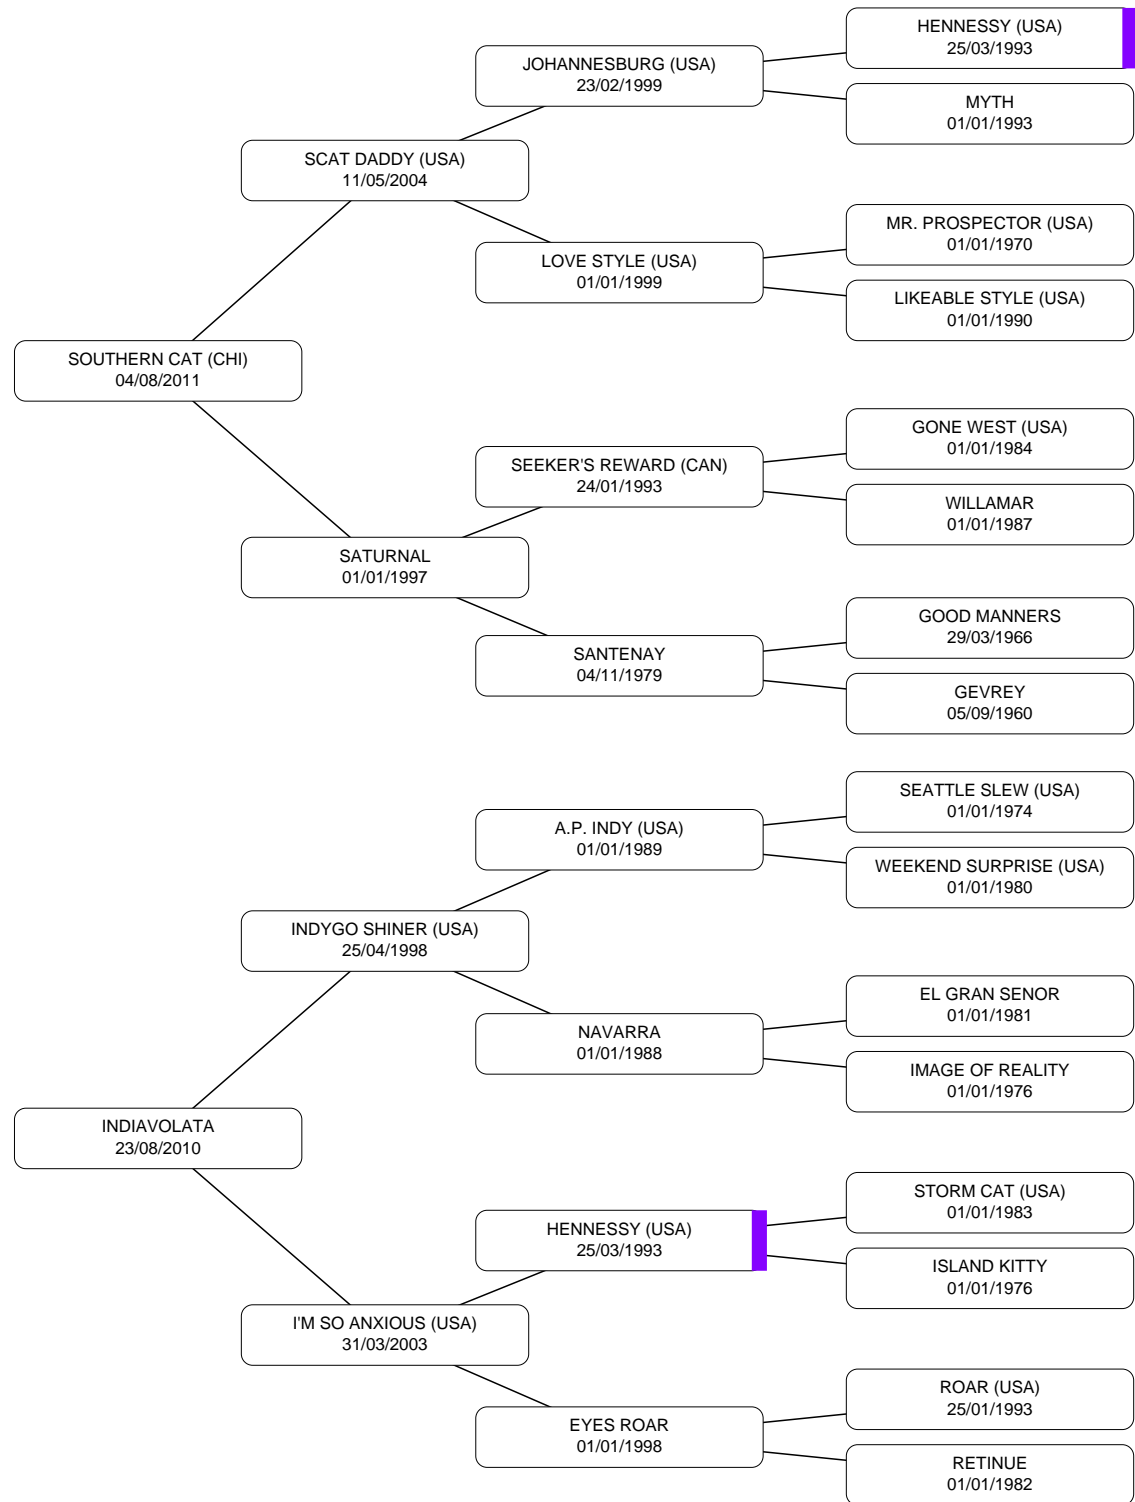 HENNESSY (USA)
25/03/1993
JOHANNESBURG (USA)
23/02/1999
MYTH
01/01/1993
SCAT DADDY (USA)
11/05/2004
MR. PROSPECTOR (USA)
01/01/1970
LOVE STYLE (USA)
01/01/1999
LIKEABLE STYLE (USA)
01/01/1990
SOUTHERN CAT (CHI)
04/08/2011
GONE WEST (USA)
01/01/1984
SEEKER'S REWARD (CAN)
24/01/1993
WILLAMAR
01/01/1987
SATURNAL
01/01/1997
GOOD MANNERS
29/03/1966
SANTENAY
04/11/1979
GEVREY
05/09/1960
SEATTLE SLEW (USA)
01/01/1974
A.P. INDY (USA)
01/01/1989
WEEKEND SURPRISE (USA)
01/01/1980
INDYGO SHINER (USA)
25/04/1998
EL GRAN SENOR
01/01/1981
NAVARRA
01/01/1988
IMAGE OF REALITY
01/01/1976
INDIAVOLATA
23/08/2010
STORM CAT (USA)
01/01/1983
HENNESSY (USA)
25/03/1993
ISLAND KITTY
01/01/1976
I'M SO ANXIOUS (USA)
31/03/2003
ROAR (USA)
25/01/1993
EYES ROAR
01/01/1998
RETINUE
01/01/1982